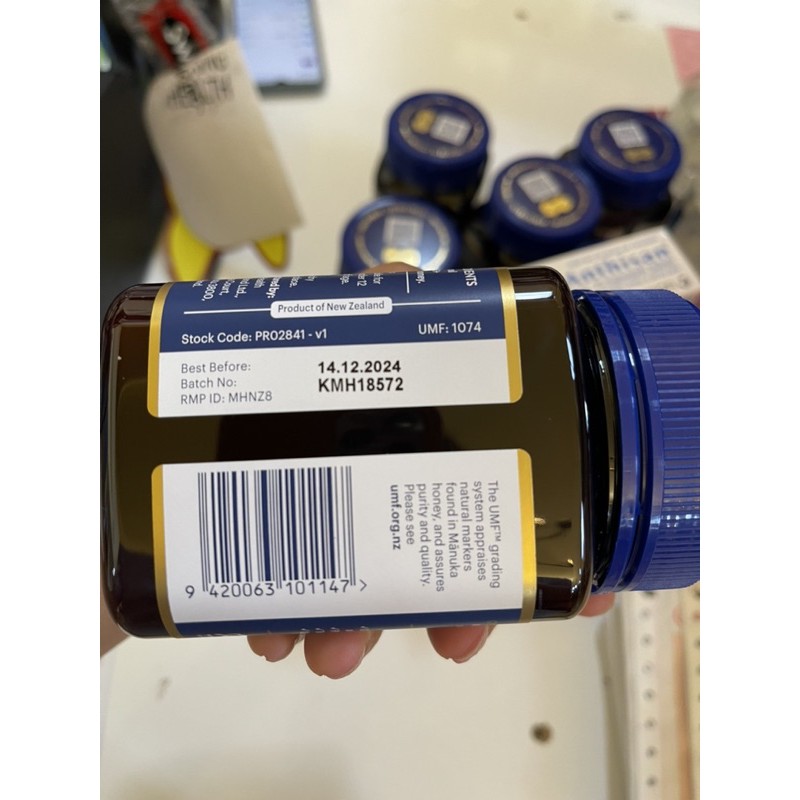 ENTS
Product of New Zealand
Stock Code: PR02841 - v1
UMF: 1074
Best Before: 14.12.2024
Batch No: KMH18572
RMP ID: MHNZ8
9 420063 101147 >
The UMF™ grading
system appraises
natural markers
found in Mānuka
honey, and assures
purity and quality.
Please see
umf.org.nz